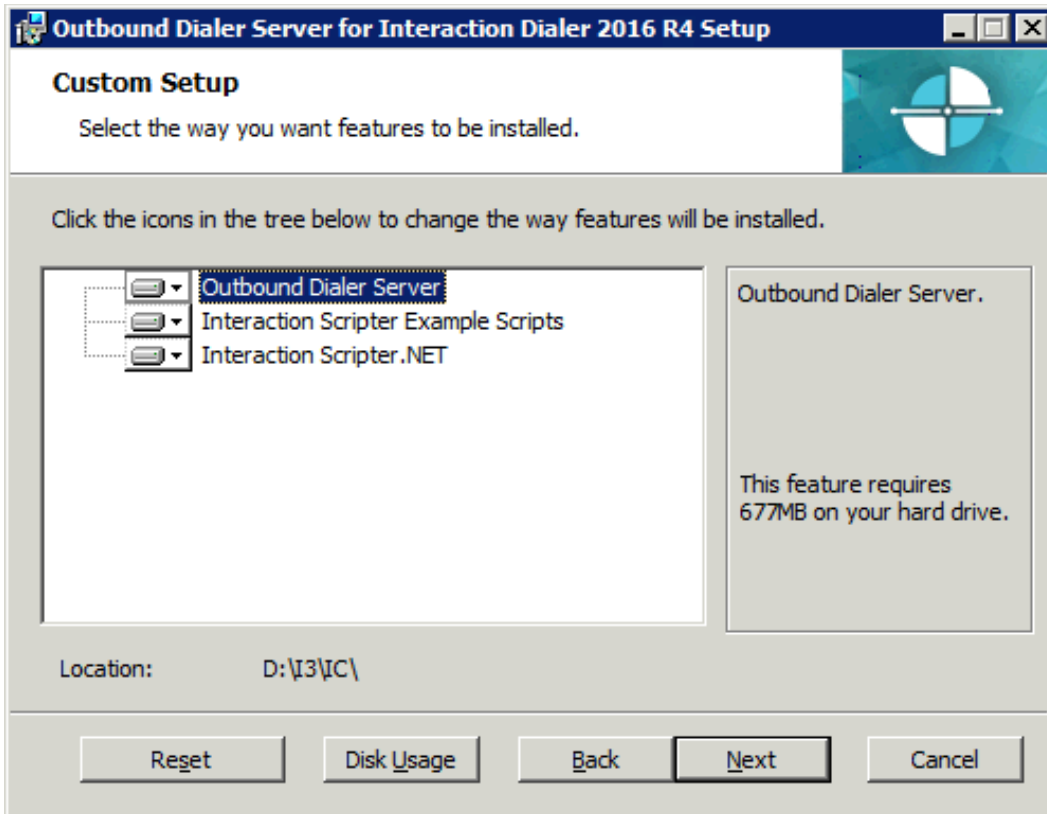 Outbound Dialer Server for Interaction Dialer 2016 R4 Setup
Custom Setup
Select the way you want features to be installed.
Click the icons in the tree below to change the way features will be installed.
Outbound Dialer Server
Interaction Scripter Example Scripts
Interaction Scripter.NET
Outbound Dialer Server.
This feature requires
677MB on your hard drive.
Location: D:\I3\IC\
Reset Disk Usage Back Next Cancel